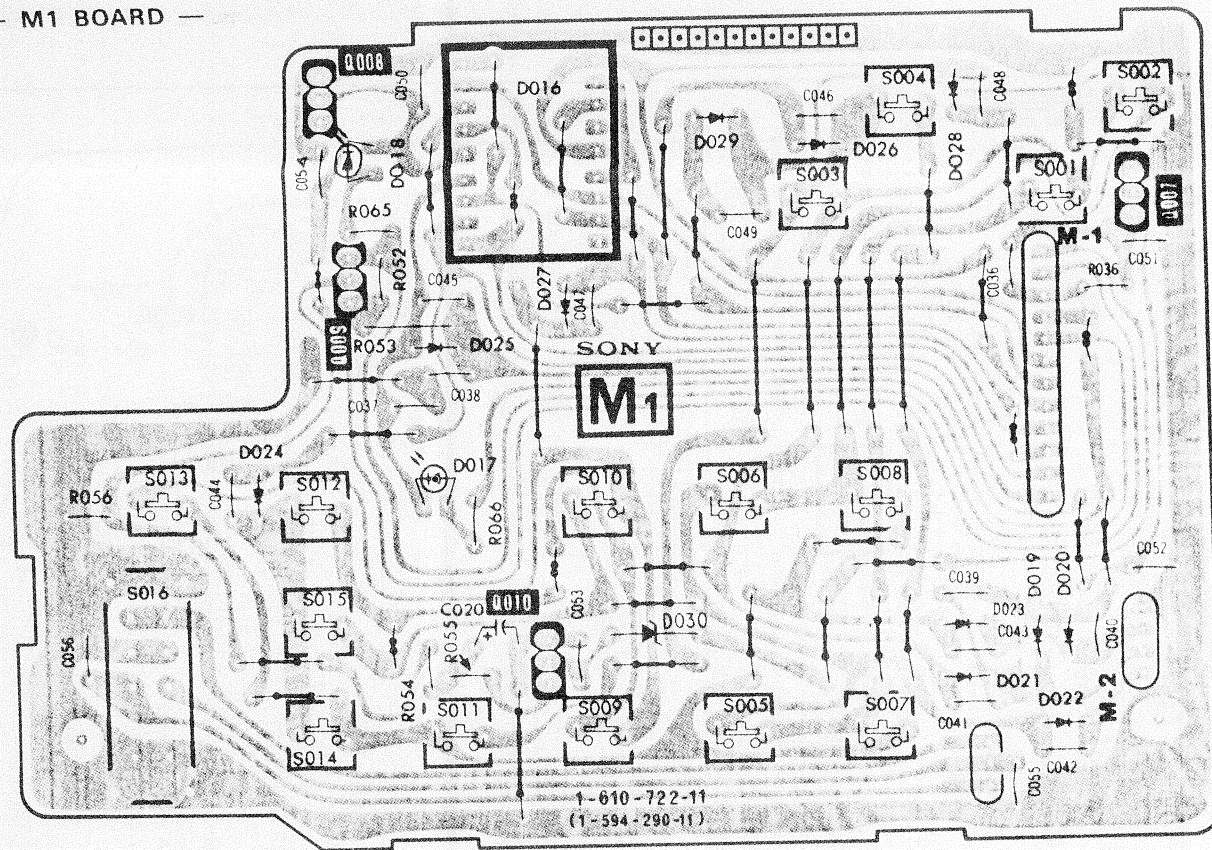 - M1 BOARD —
Q008
C050
D016
S004
C048
S002
C046
D018
C054
D029
D026
D028
S003
S001
Q007
R065
C049
M-1
C051
R052
C045
D027
C047
C036
R036
Q009
R053
D025
SONY
M1
C037
C038
D024
D017
S013
S012
S010
S006
S008
R056
C044
R066
C052
S016
S015
C020
Q010
C053
C039
D019
D020
D023
D030
C043
C040
C056
R055
R054
D021
S011
S009
S005
S007
C041
D022
M-2
S014
C042
C055
1-610-722-11
(1-594-290-11)